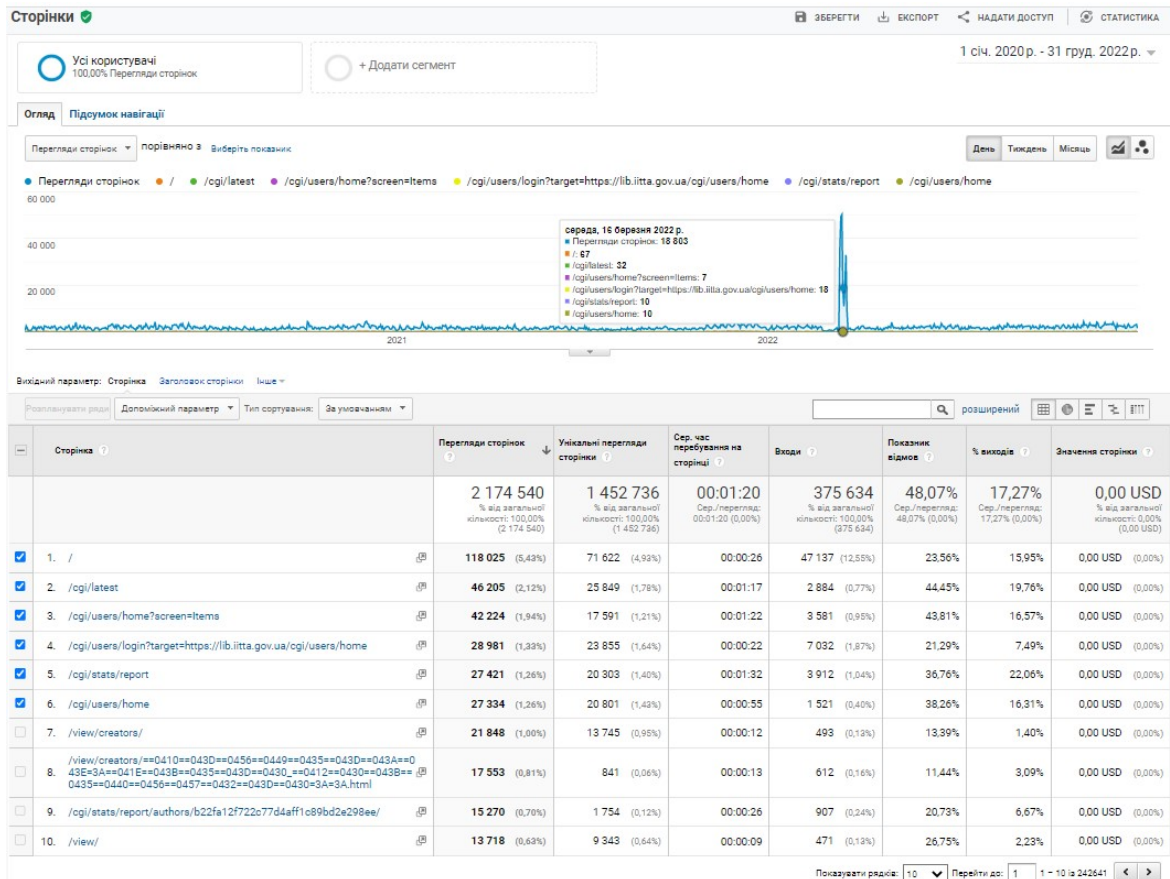 Сторінки
ЗБЕРЕГТИ ЕКСПОРТ НАДАТИ ДОСТУП СТАТИСТИКА
Усі користувачі
100,00% Перегляди сторінок
+ Додати сегмент
1 січ. 2020 р. - 31 груд. 2022 р.
Огляд Підсумок навігації
Перегляди сторінок порівняно з Виберіть показник
День Тиждень Місяць
Перегляди сторінок / /cgi/latest /cgi/users/home?screen=Items /cgi/users/login?target=https://lib.iitta.gov.ua/cgi/users/home /cgi/stats/report /cgi/users/home
60 000
40 000
20 000
середа, 16 березня 2022 р.
Перегляди сторінок: 18 803
/: 67
/cgi/latest: 32
/cgi/users/home?screen=Items: 7
/cgi/users/login?target=https://lib.iitta.gov.ua/cgi/users/home: 18
/cgi/stats/report: 10
/cgi/users/home: 10
2021 2022
Вихідний параметр: Сторінка Заголовок сторінки Інше
Розпланувати ряди Допоміжний параметр Тип сортування: За умовчанням розширений
Сторінка ? Перегляди сторінок ? Унікальні перегляди сторінки ? Сер. час перебування на сторінці ? Входи ? Показник відмов ? % виходів ? Значення сторінки ?
2 174 540 1 452 736 00:01:20 375 634 48,07% 17,27% 0,00 USD
% від загальної кількості: 100,00% (2 174 540) % від загальної кількості: 100,00% (1 452 736) Сер./перегляд: 00:01:20 (0,00%) % від загальної кількості: 100,00% (375 634) Сер./перегляд: 48,07% (0,00%) Сер./перегляд: 17,27% (0,00%) % від загальної кількості: 0,00% (0,00 USD)
1. / 118 025 (5,43%) 71 622 (4,93%) 00:00:26 47 137 (12,55%) 23,56% 15,95% 0,00 USD (0,00%)
2. /cgi/latest 46 205 (2,12%) 25 849 (1,78%) 00:01:17 2 884 (0,77%) 44,45% 19,76% 0,00 USD (0,00%)
3. /cgi/users/home?screen=Items 42 224 (1,94%) 17 591 (1,21%) 00:01:22 3 581 (0,95%) 43,81% 16,57% 0,00 USD (0,00%)
4. /cgi/users/login?target=https://lib.iitta.gov.ua/cgi/users/home 28 981 (1,33%) 23 855 (1,64%) 00:00:22 7 032 (1,87%) 21,29% 7,49% 0,00 USD (0,00%)
5. /cgi/stats/report 27 421 (1,26%) 20 303 (1,40%) 00:01:32 3 912 (1,04%) 36,76% 22,06% 0,00 USD (0,00%)
6. /cgi/users/home 27 334 (1,26%) 20 801 (1,43%) 00:00:55 1 521 (0,40%) 38,26% 16,31% 0,00 USD (0,00%)
7. /view/creators/ 21 848 (1,00%) 13 745 (0,95%) 00:00:12 493 (0,13%) 13,39% 1,40% 0,00 USD (0,00%)
/view/creators/==0410==043D==0456==0449==0435==043D==043A==0
8. 43E=3A==041E==043B==0435==043D==0430_==0412==0430==043B== 17 553 (0,81%) 841 (0,06%) 00:00:13 612 (0,16%) 11,44% 3,09% 0,00 USD (0,00%)
0435==0440==0456==0457==0432==043D==0430=3A=3A.html
9. /cgi/stats/report/authors/b22fa12f722c77d4aff1c89bd2e298ee/ 15 270 (0,70%) 1 754 (0,12%) 00:00:26 907 (0,24%) 20,73% 6,67% 0,00 USD (0,00%)
10. /view/ 13 718 (0,63%) 9 343 (0,64%) 00:00:09 471 (0,13%) 26,75% 2,23% 0,00 USD (0,00%)
Показувати рядків: 10 Перейти до: 1 1 – 10 із 242641